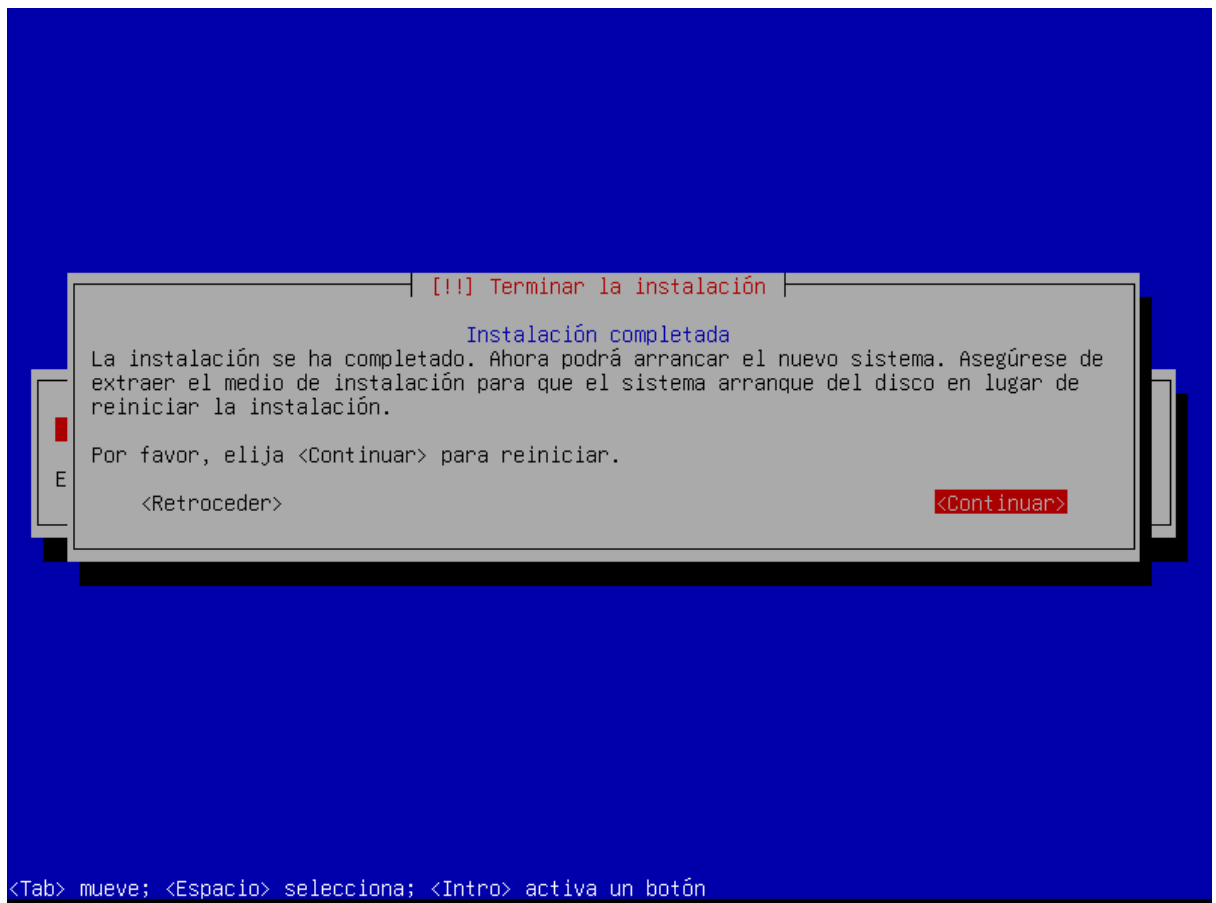 [!!] Terminar la instalación
Instalación completada
La instalación se ha completado. Ahora podrá arrancar el nuevo sistema. Asegúrese de
extraer el medio de instalación para que el sistema arranque del disco en lugar de
reiniciar la instalación.
Por favor, elija <Continuar> para reiniciar.
E
<Retroceder> <Continuar>
<Tab> mueve; <Espacio> selecciona; <Intro> activa un botón